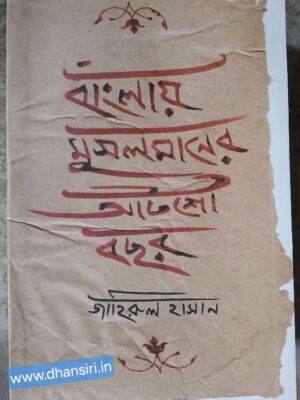 বাংলায়
মুসলমানের
আটশো
বছর
জাহিরুল হাসান
www.dhansiri.in